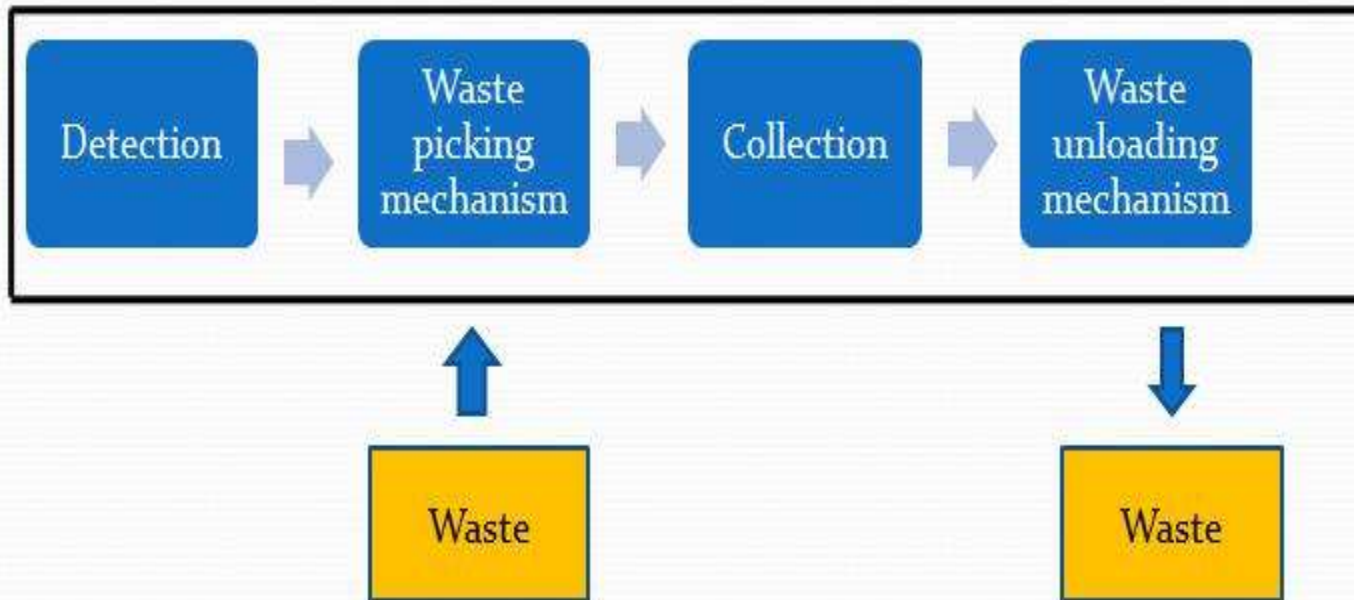 Detection
Waste
picking
mechanism
Collection
Waste
unloading
mechanism
Waste
Waste